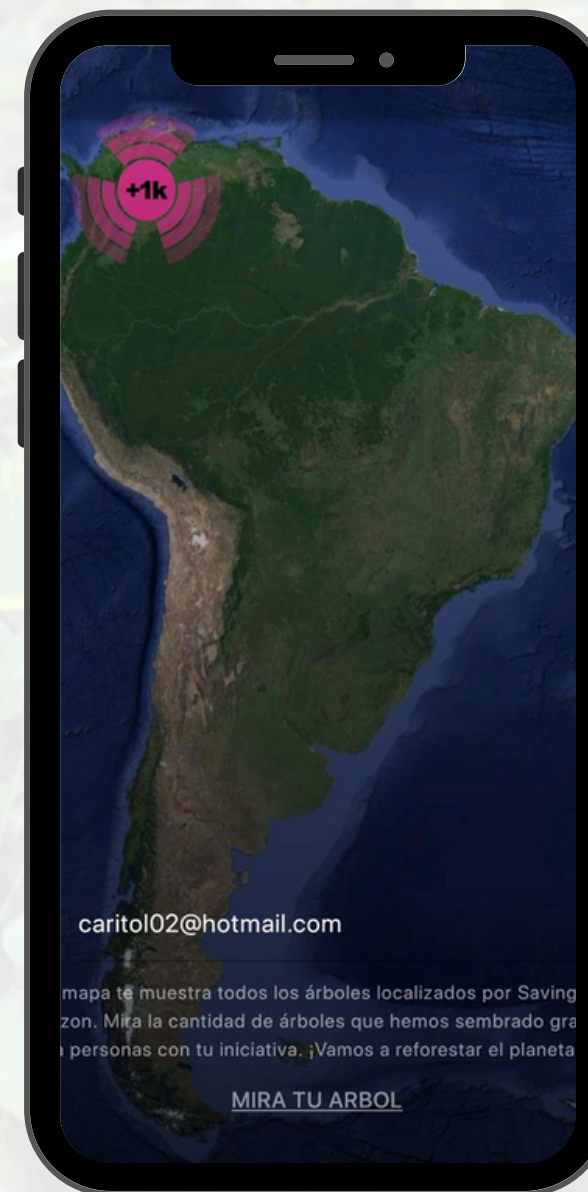 +1k
caritol02@hotmail.com
mapa te muestra todos los árboles localizados por Saving
zon. Mira la cantidad de árboles que hemos sembrado gra
personas con tu iniciativa. ¡Vamos a reforestar el planeta
MIRA TU ARBOL